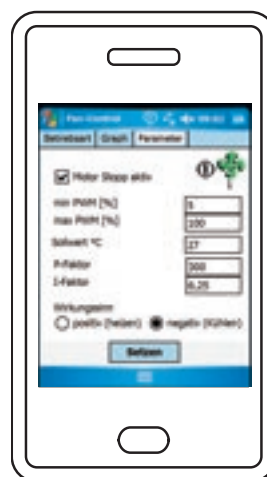 Fan-Control
Betriebsart Graph Parameter
Motor Stopp aktiv
min PWM [%] 5
max PWM [%] 100
Sollwert °C 27
P-Faktor 300
I-Faktor 6,25
Wirkungssinn
positiv (heizen) negativ (kühlen)
Setzen